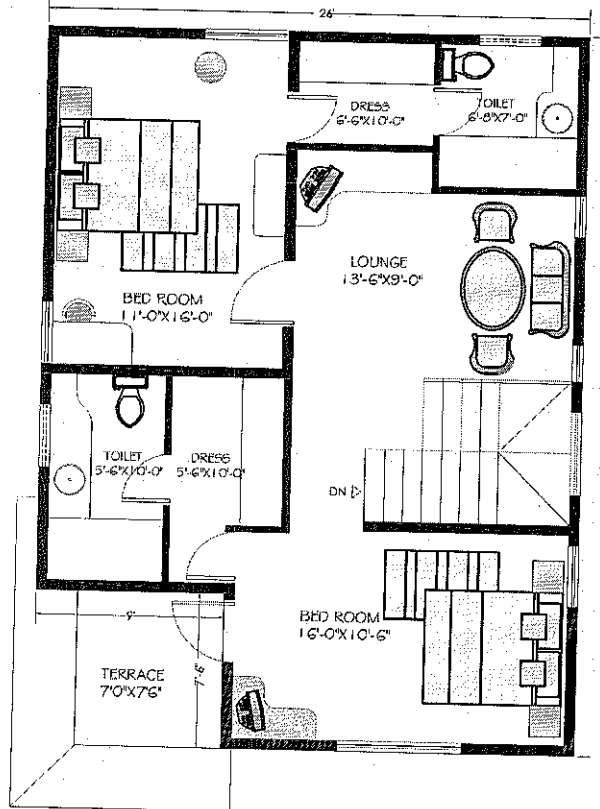 26'
DRESS
6'-6"X10'-0"
TOILET
6'-8"X7'-0"
LOUNGE
13'-6"X9'-0"
BED ROOM
11'-0"X16'-0"
TOILET
5'-6"X10'-0"
DRESS
5'-6"X10'-0"
DN
BED ROOM
16'-0"X10'-6"
9'
7'-6"
TERRACE
7'0"X7'6"